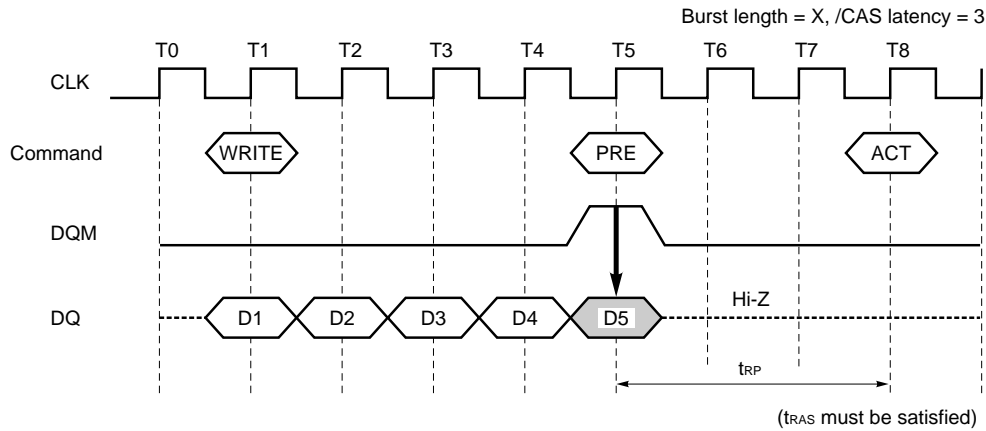 Burst length = X, /CAS latency = 3
T0 T1 T2 T3 T4 T5 T6 T7 T8
CLK
Command WRITE PRE ACT
DQM
Hi-Z
DQ D1 D2 D3 D4 D5
tRP
(tRAS must be satisfied)